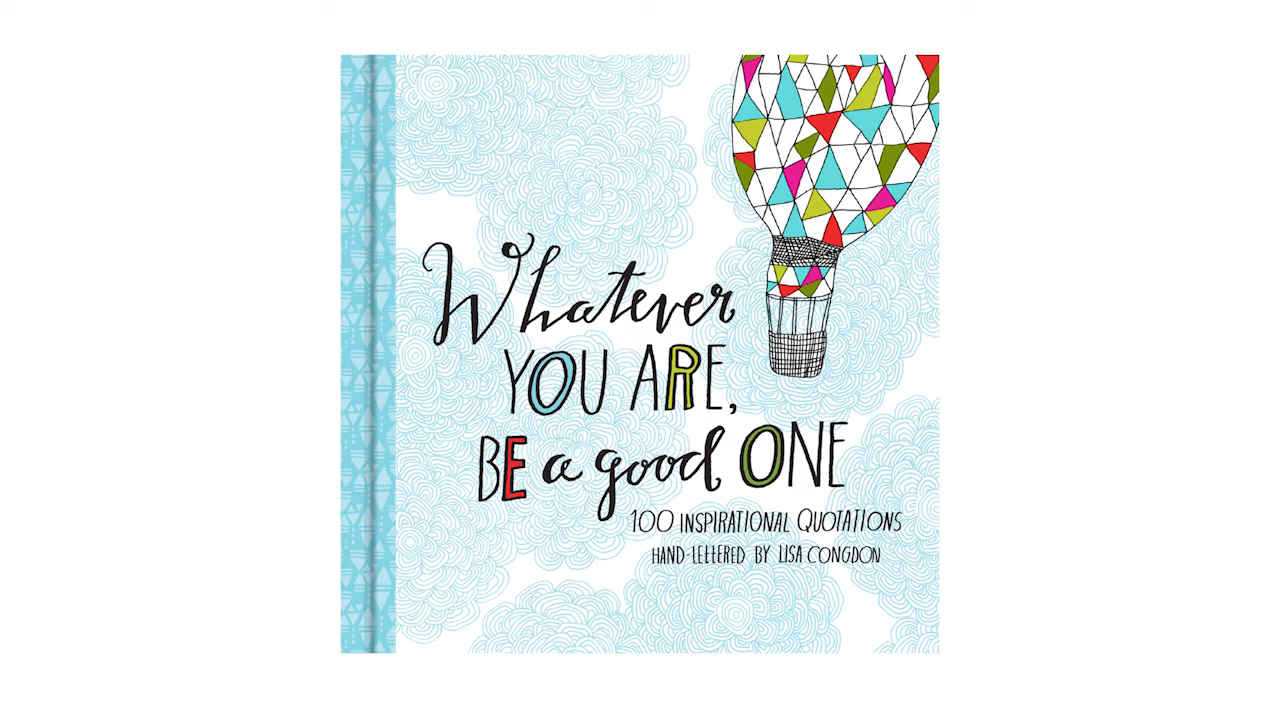 Whatever
YOU ARE,
BE a good ONE
100 INSPIRATIONAL QUOTATIONS
HAND-LETTERED BY LISA CONGDON